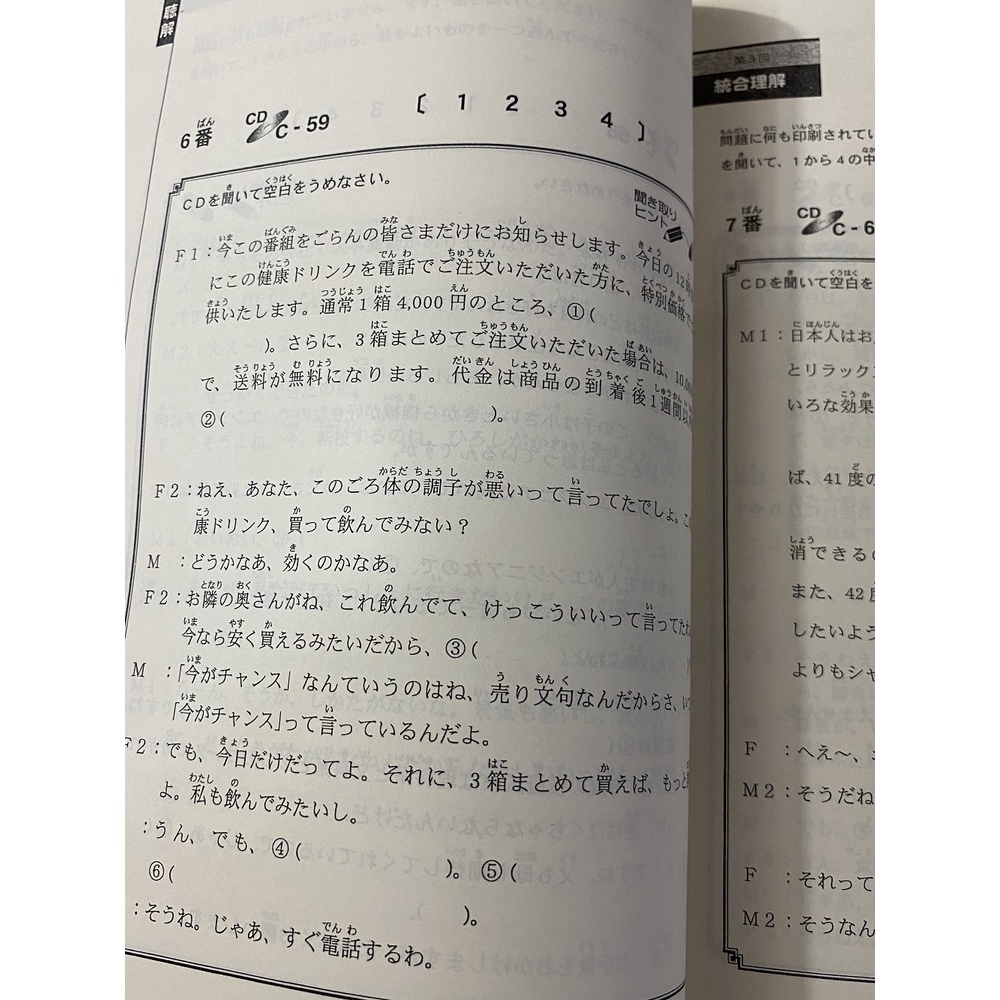 聴解
6番 CD C-59 〔 1 2 3 4 〕
CDを聞いて空白をうめなさい。
聞き取り
ヒント
F1:今この番組をごらんの皆さまだけにお知らせします。今日の12時
にこの健康ドリンクを電話でご注文いただいた方に、特別価格で
供いたします。通常1箱4,000円のところ、①(
)。さらに、3箱まとめてご注文いただいた場合は、10,00
で、送料が無料になります。代金は商品の到着後1週間以内
②( )。
F2:ねえ、あなた、このごろ体の調子が悪いって言ってたでしょ。こ
康ドリンク、買って飲んでみない?
M :どうかなあ、効くのかなあ。
F2:お隣の奥さんがね、これ飲んでて、けっこういいって言ってた
今なら安く買えるみたいだから、③(
M :「今がチャンス」なんていうのはね、売り文句なんだからさ、い
「今がチャンス」って言っているんだよ。
F2:でも、今日だけだってよ。それに、3箱まとめて買えば、もっと
よ。私も飲んでみたいし。
:うん、でも、④( )。⑤(
⑥( )。
:そうね。じゃあ、すぐ電話するわ。
統合理解
問題に何も印刷されてい
を聞いて、1から4の中
7番 CD C-6
CDを聞いて空白を
M1:日本人はお
とリラックス
いろな効果
ば、41度の
消できるの
また、42度
したいよう
よりもシャ
F :へえ〜、
M2:そうだね
F :それって
M2:そうなん